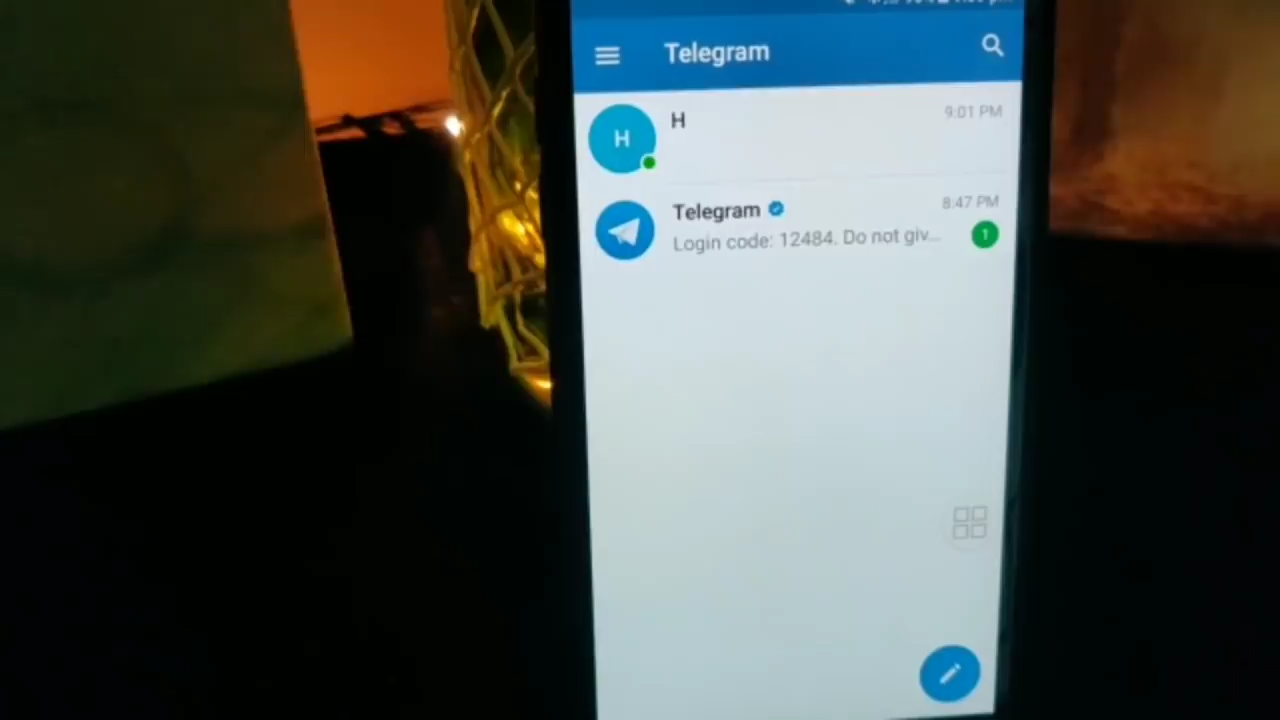 Telegram
H
H
9:01 PM
Telegram
8:47 PM
Login code: 12484. Do not giv...
1